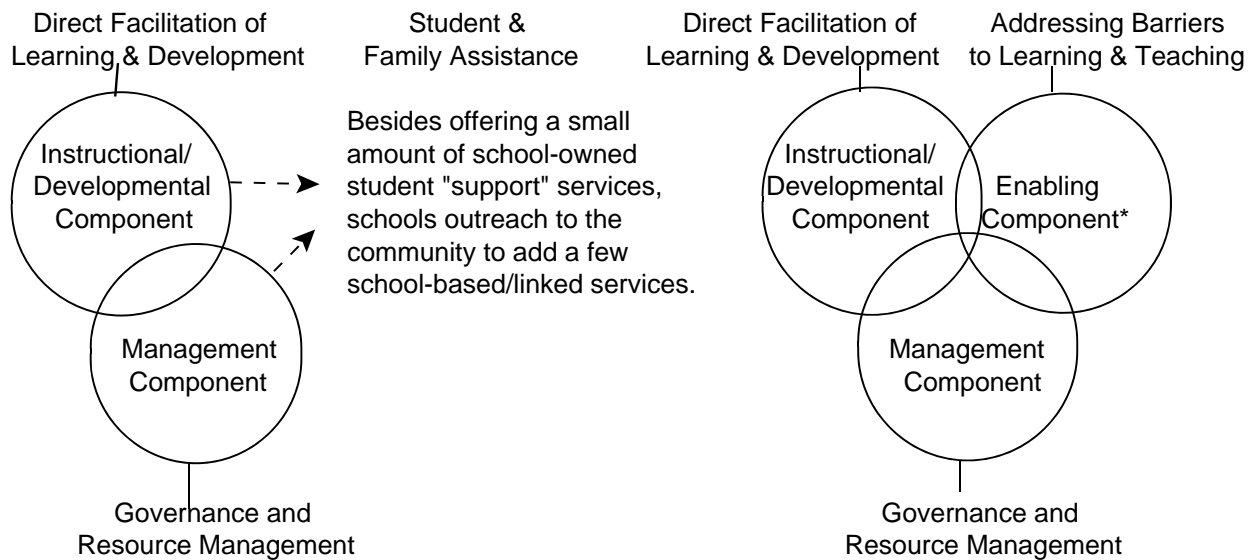 Direct Facilitation of
Learning & Development
Student &
Family Assistance
Instructional/
Developmental
Component
Besides offering a small
amount of school-owned
student "support" services,
schools outreach to the
community to add a few
school-based/linked services.
Management
Component
Governance and
Resource Management
Direct Facilitation of
Learning & Development
Addressing Barriers
to Learning & Teaching
Instructional/
Developmental
Component
Enabling
Component*
Management
Component
Governance and
Resource Management